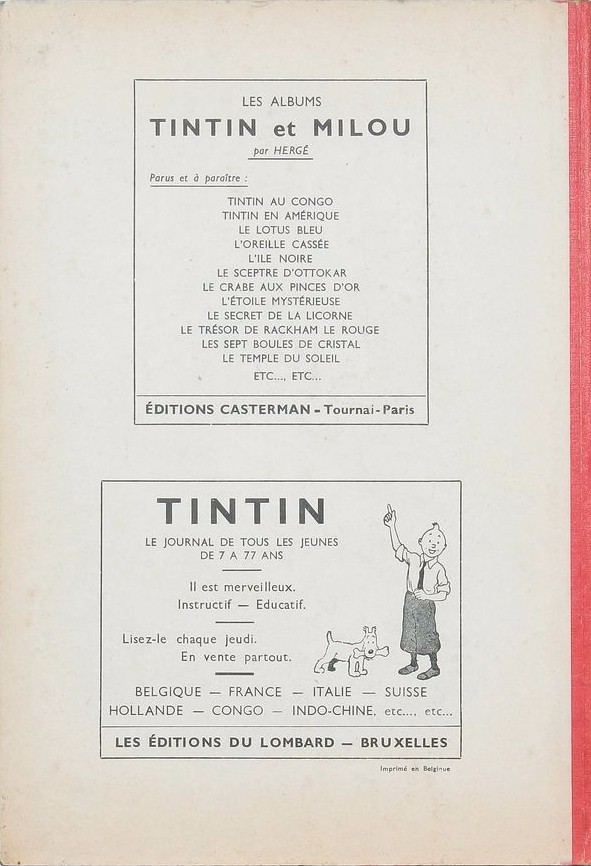 LES ALBUMS
TINTIN et MILOU
par HERGÉ
Parus et à paraître :
TINTIN AU CONGO
TINTIN EN AMÉRIQUE
LE LOTUS BLEU
L'OREILLE CASSÉE
L'ILE NOIRE
LE SCEPTRE D'OTTOKAR
LE CRABE AUX PINCES D'OR
L'ÉTOILE MYSTÉRIEUSE
LE SECRET DE LA LICORNE
LE TRÉSOR DE RACKHAM LE ROUGE
LES SEPT BOULES DE CRISTAL
LE TEMPLE DU SOLEIL
ETC..., ETC...
ÉDITIONS CASTERMAN - Tournai-Paris
TINTIN
LE JOURNAL DE TOUS LES JEUNES
DE 7 A 77 ANS
Il est merveilleux.
Instructif — Educatif.
Lisez-le chaque jeudi.
En vente partout.
BELGIQUE — FRANCE — ITALIE — SUISSE
HOLLANDE — CONGO — INDO-CHINE, etc..., etc...
LES ÉDITIONS DU LOMBARD — BRUXELLES
Imprimé en Belgique